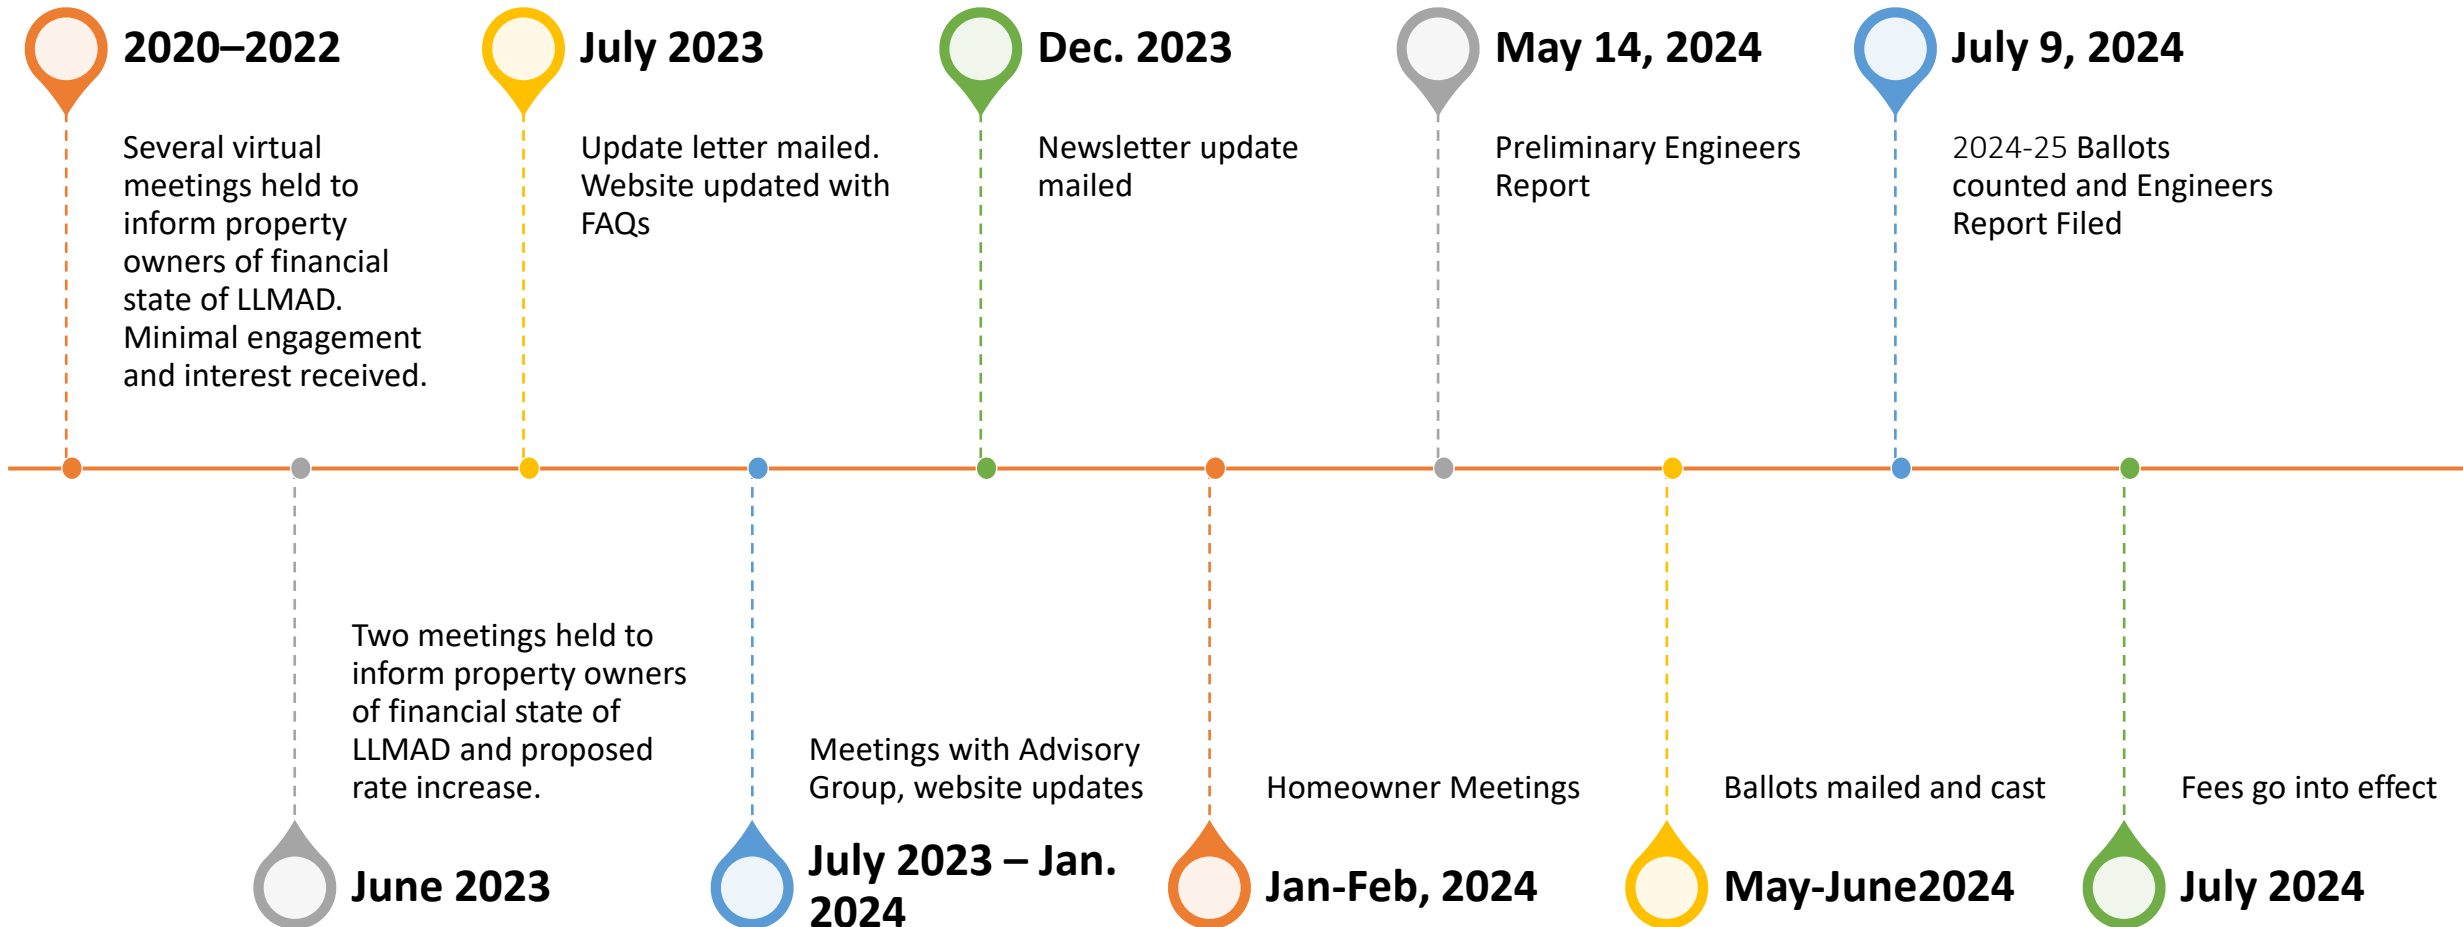 2020–2022
Several virtual
meetings held to
inform property
owners of financial
state of LLMAD.
Minimal engagement
and interest received.
June 2023
Two meetings held to
inform property owners
of financial state of
LLMAD and proposed
rate increase.
July 2023
Update letter mailed.
Website updated with
FAQs
July 2023 – Jan.
2024
Meetings with Advisory
Group, website updates
Dec. 2023
Newsletter update
mailed
Jan-Feb, 2024
Homeowner Meetings
May 14, 2024
Preliminary Engineers
Report
May-June2024
Ballots mailed and cast
July 9, 2024
2024-25 Ballots
counted and Engineers
Report Filed
July 2024
Fees go into effect